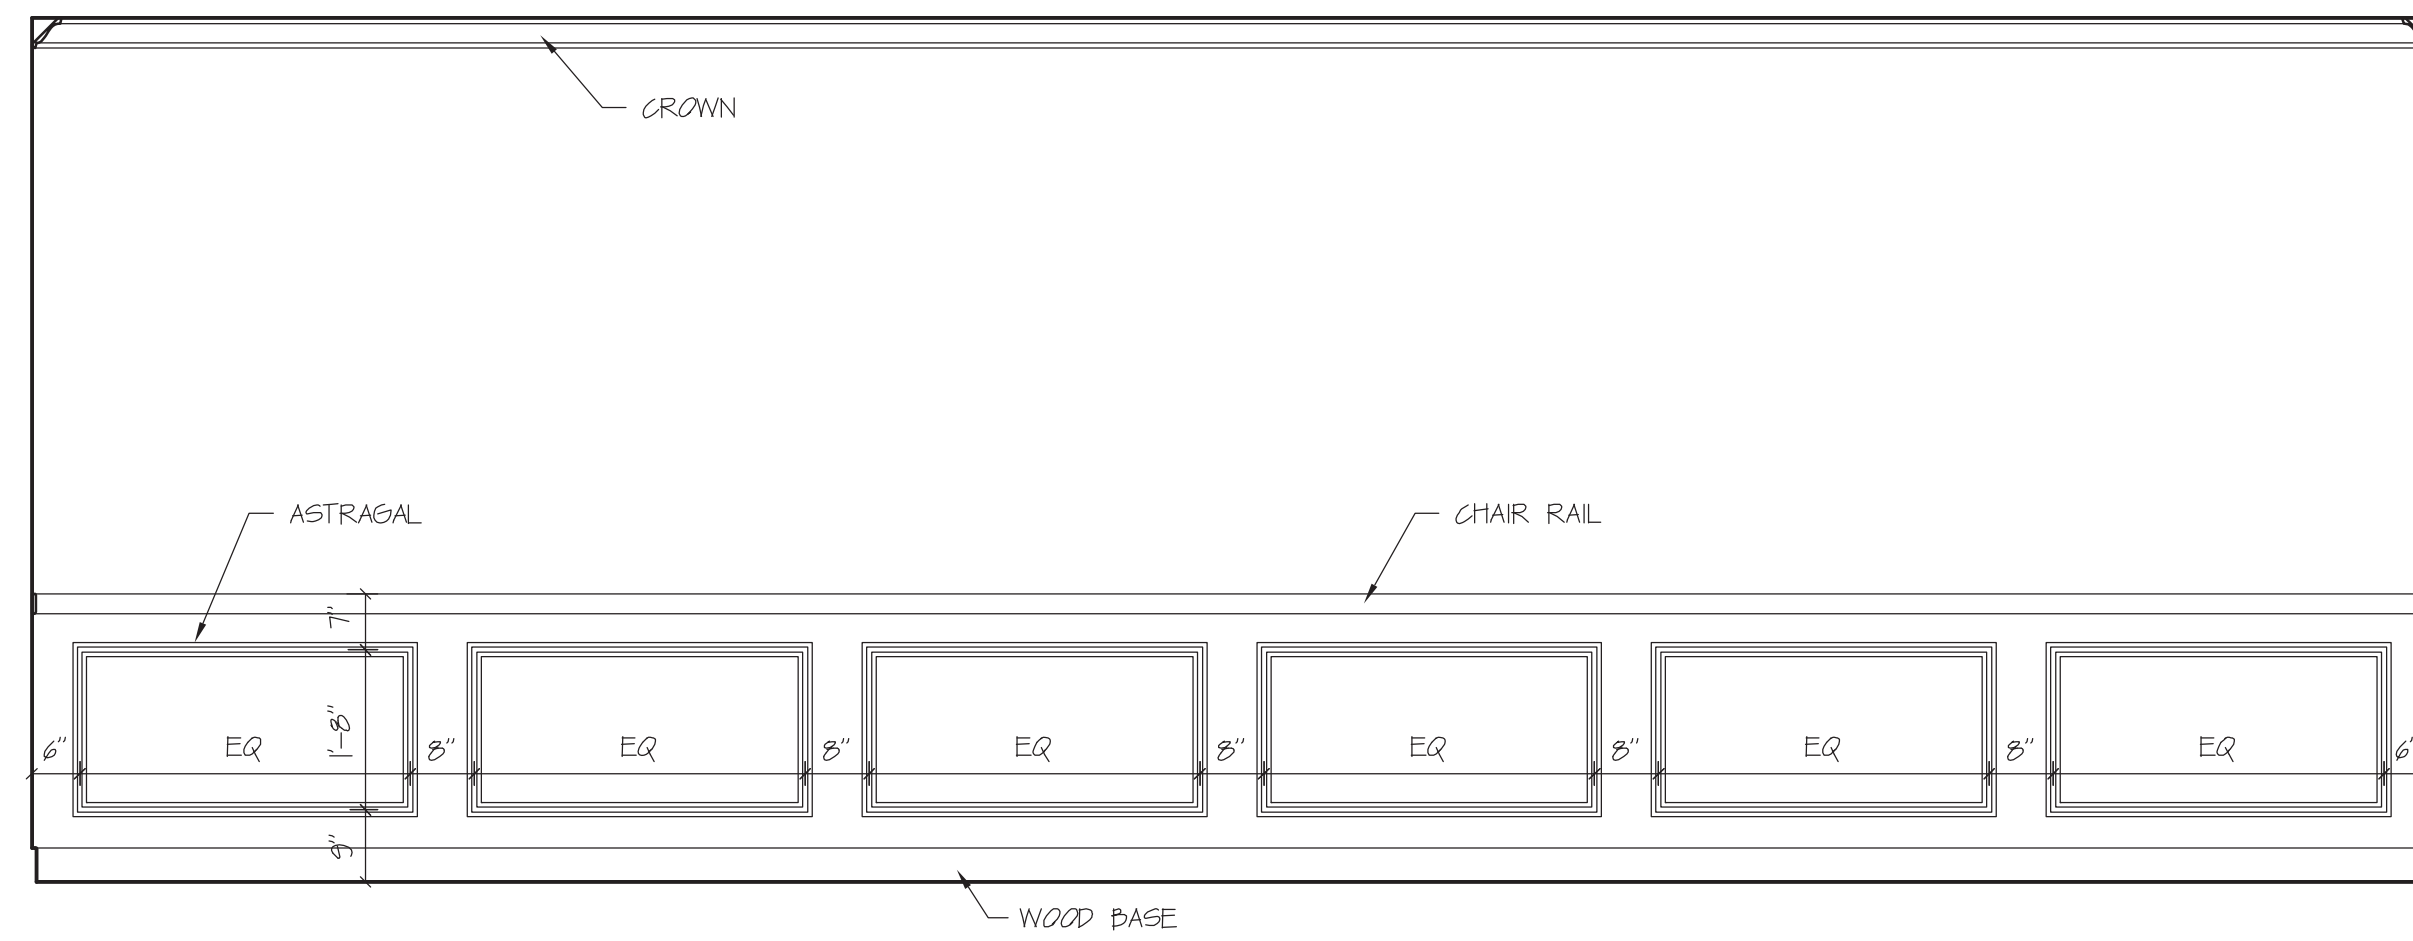 CROWN
ASTRAGAL
CHAIR RAIL
7"
1'-8"
6" EQ 8" EQ 8" EQ 8" EQ 8" EQ 8" EQ 6"
9"
WOOD BASE